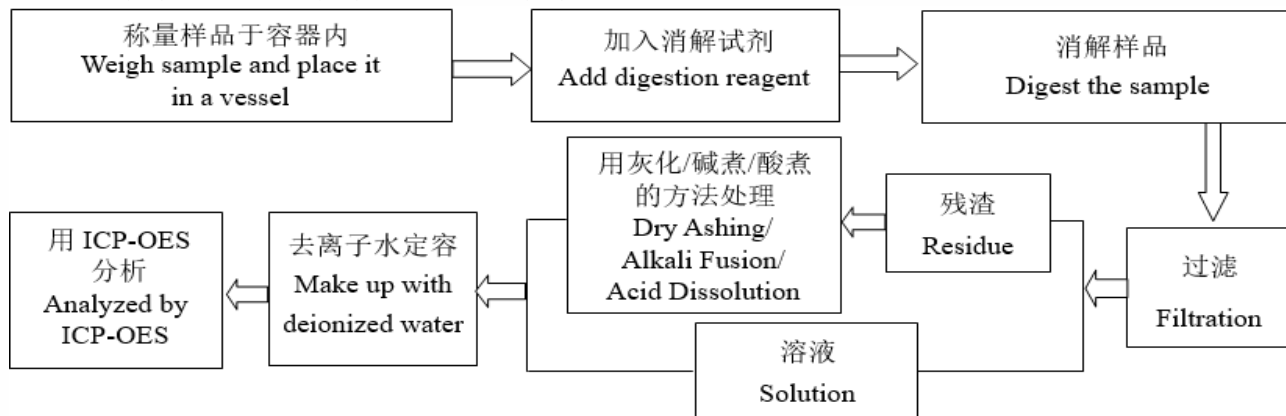 称量样品于容器内
Weigh sample and place it
in a vessel
加入消解试剂
Add digestion reagent
消解样品
Digest the sample
过滤
Filtration
残渣
Residue
用灰化/碱煮/酸煮
的方法处理
Dry Ashing/
Alkali Fusion/
Acid Dissolution
溶液
Solution
去离子水定容
Make up with
deionized water
用 ICP-OES
分析
Analyzed by
ICP-OES